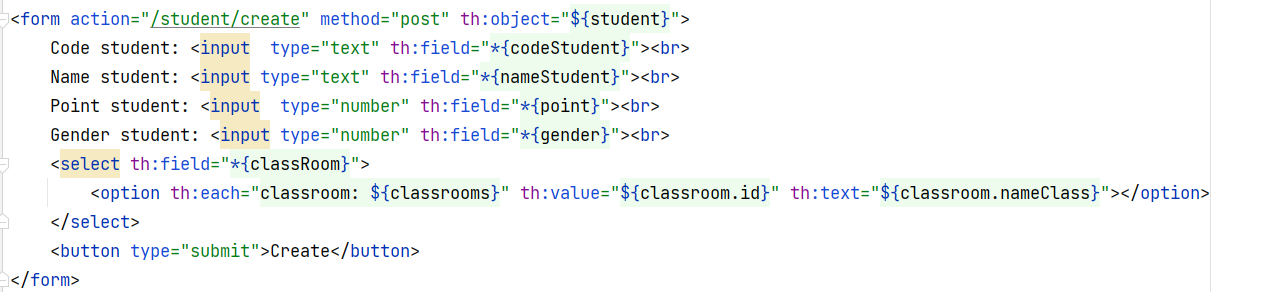 <form action="/student/create" method="post" th:object="${student}">
    Code student: <input  type="text" th:field="*{codeStudent}"><br>
    Name student: <input type="text" th:field="*{nameStudent}"><br>
    Point student: <input  type="number" th:field="*{point}"><br>
    Gender student: <input type="number" th:field="*{gender}"><br>
    <select th:field="*{classRoom}">
        <option th:each="classroom: ${classrooms}" th:value="${classroom.id}" th:text="${classroom.nameClass}"></option>
    </select>
    <button type="submit">Create</button>
</form>